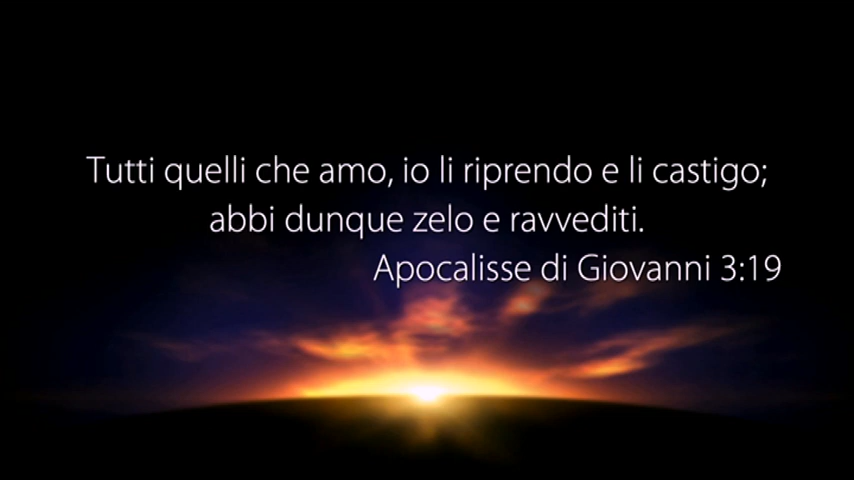 Tutti quelli che amo, io li riprendo e li castigo;
abbi dunque zelo e ravvediti.
Apocalisse di Giovanni 3:19